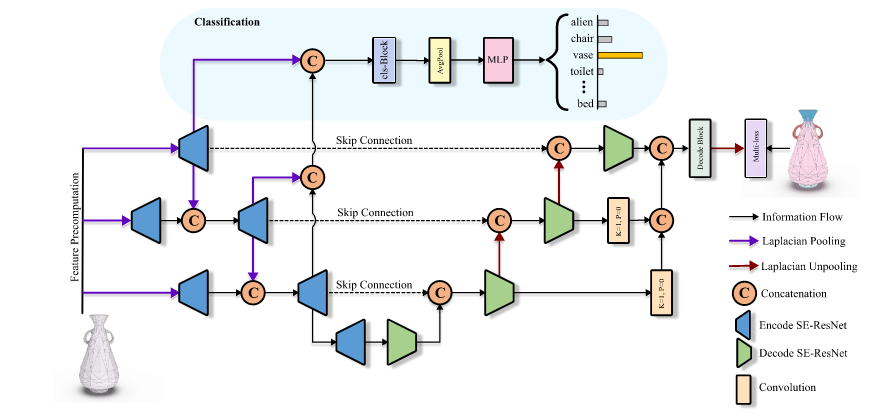 Classification
alien
chair
vase
toilet
bed
C
cls-Block
AvgPool
MLP
Skip Connection
C
C
Decode Block
Multi-loss
Feature Precomputation
C
Skip Connection
C
C
K=1, P=0
C
Information Flow
Laplacian Pooling
Laplacian Unpooling
C
Skip Connection
C
K=1, P=0
C
Concatenation
Encode SE-ResNet
Decode SE-ResNet
Convolution